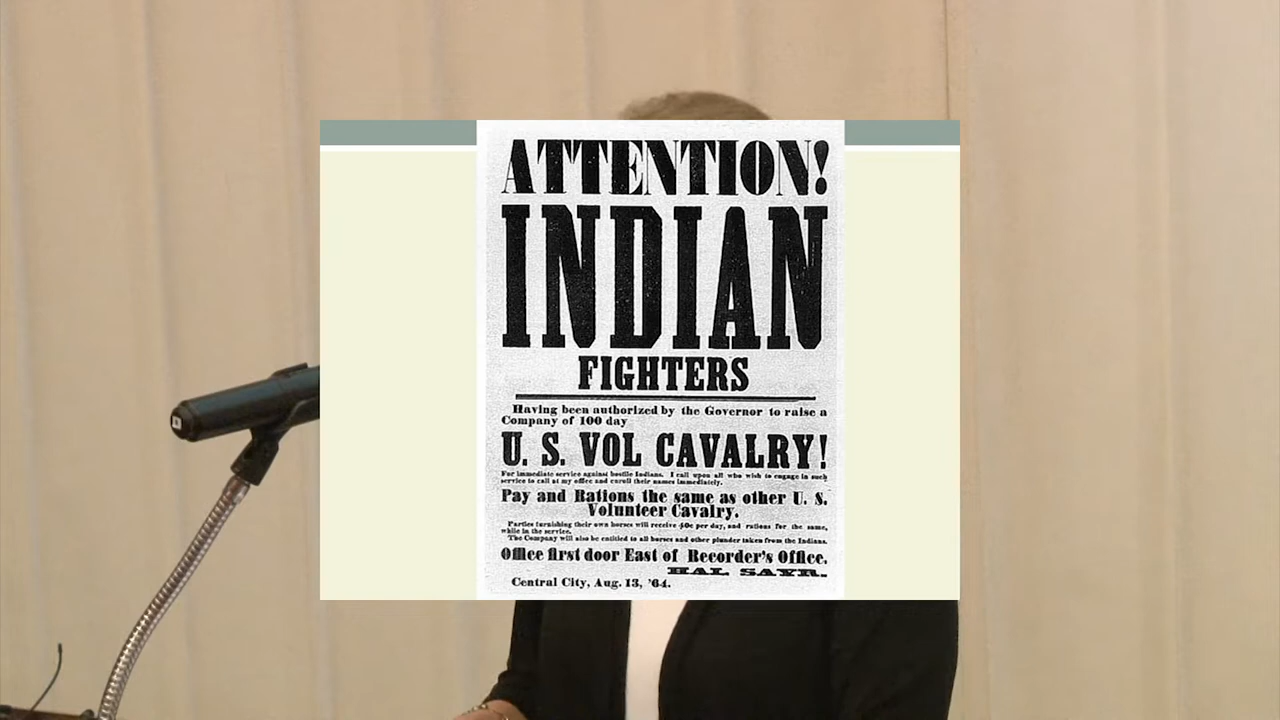 ATTENTION!
INDIAN
FIGHTERS
Having been authorized by the Governor to raise a
Company of 100 day
U. S. VOL CAVALRY!
For immediate service against hostile Indians. I call upon all who wish to engage in such
service to call at my office and enroll their names immediately.
Pay and Rations the same as other U. S.
Volunteer Cavalry.
Parties furnishing their own horses will receive 40c per day, and rations for the same,
while in the service.
The Company will also be entitled to all horses and other plunder taken from the Indians.
Office first door East of Recorder's Office.
HAL SAYR.
Central City, Aug. 13, '64.